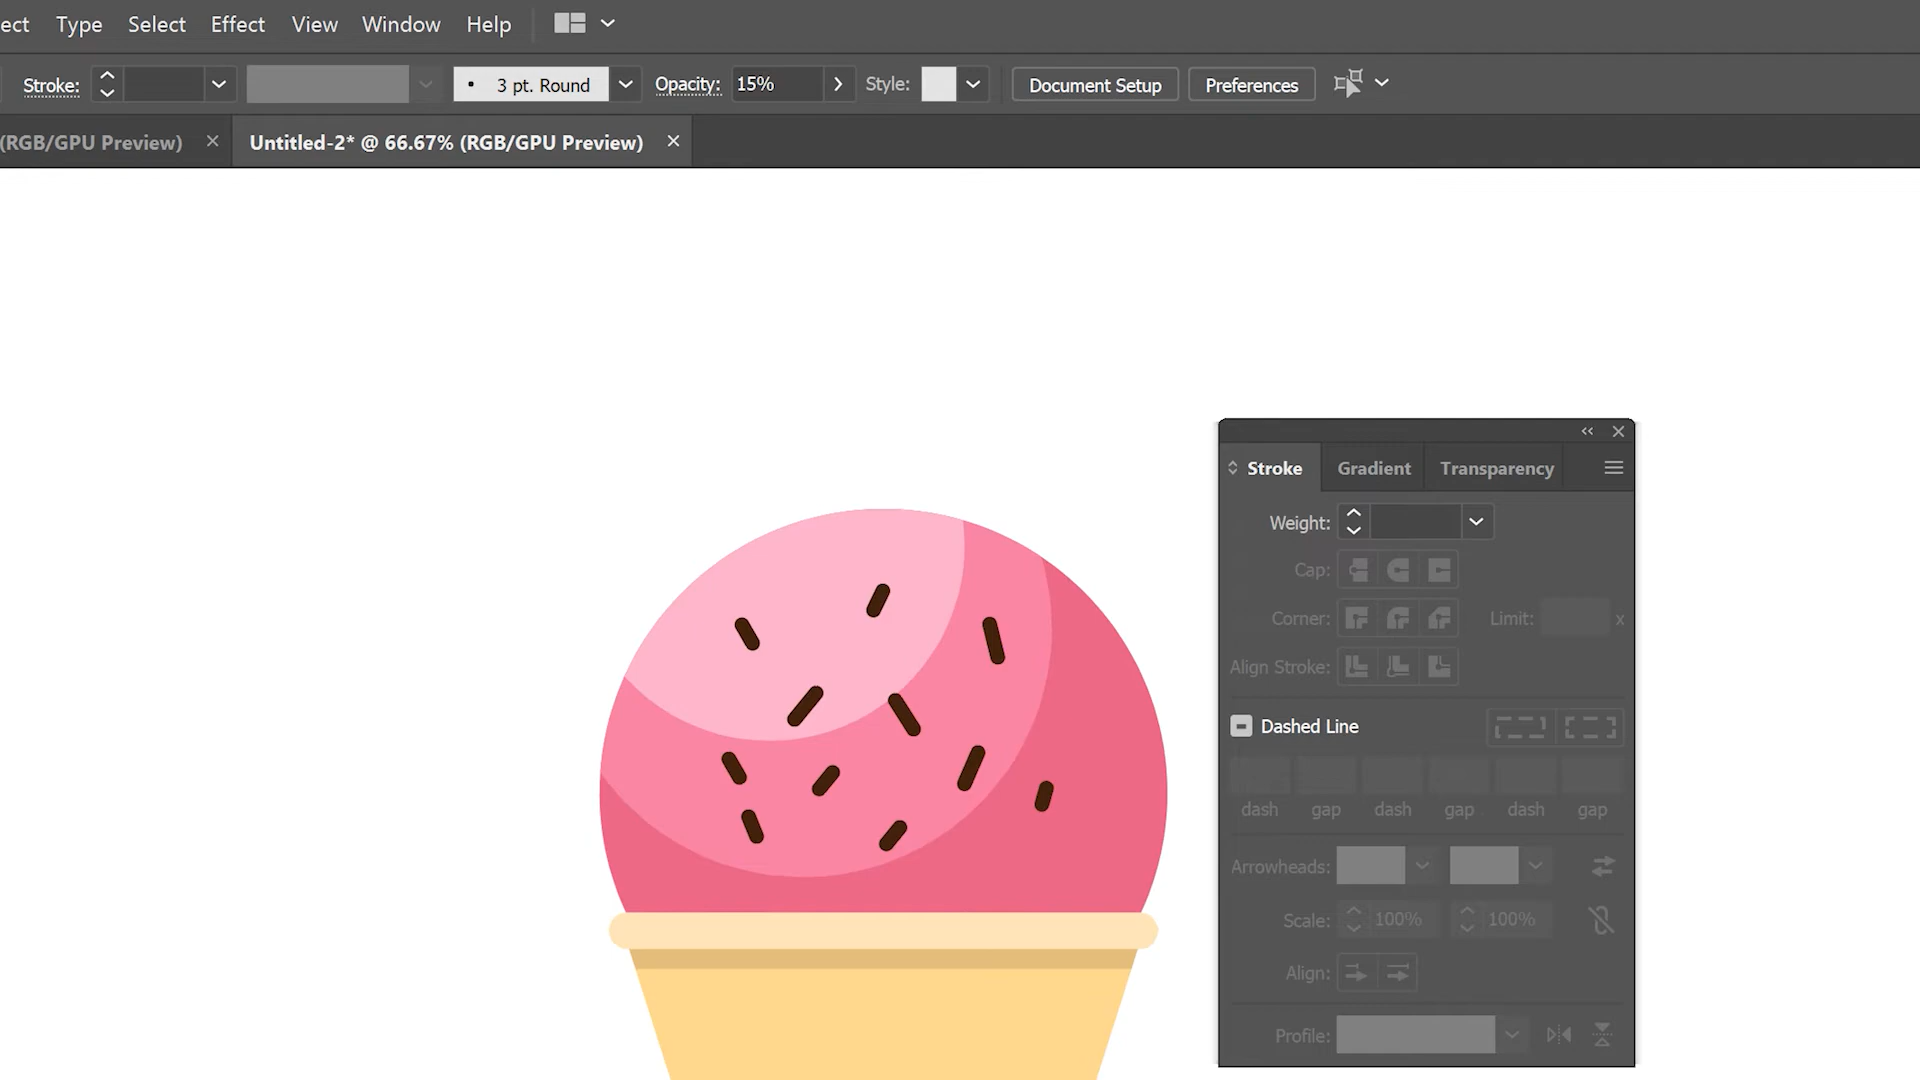 ect Type Select Effect View Window Help
Stroke: 3 pt. Round Opacity: 15% Style: Document Setup Preferences
(RGB/GPU Preview) × Untitled-2* @ 66.67% (RGB/GPU Preview) ×
Stroke Gradient Transparency
Weight:
Cap:
Corner: Limit: x
Align Stroke:
Dashed Line
dash gap dash gap dash gap
Arrowheads:
Scale: 100% 100%
Align:
Profile: